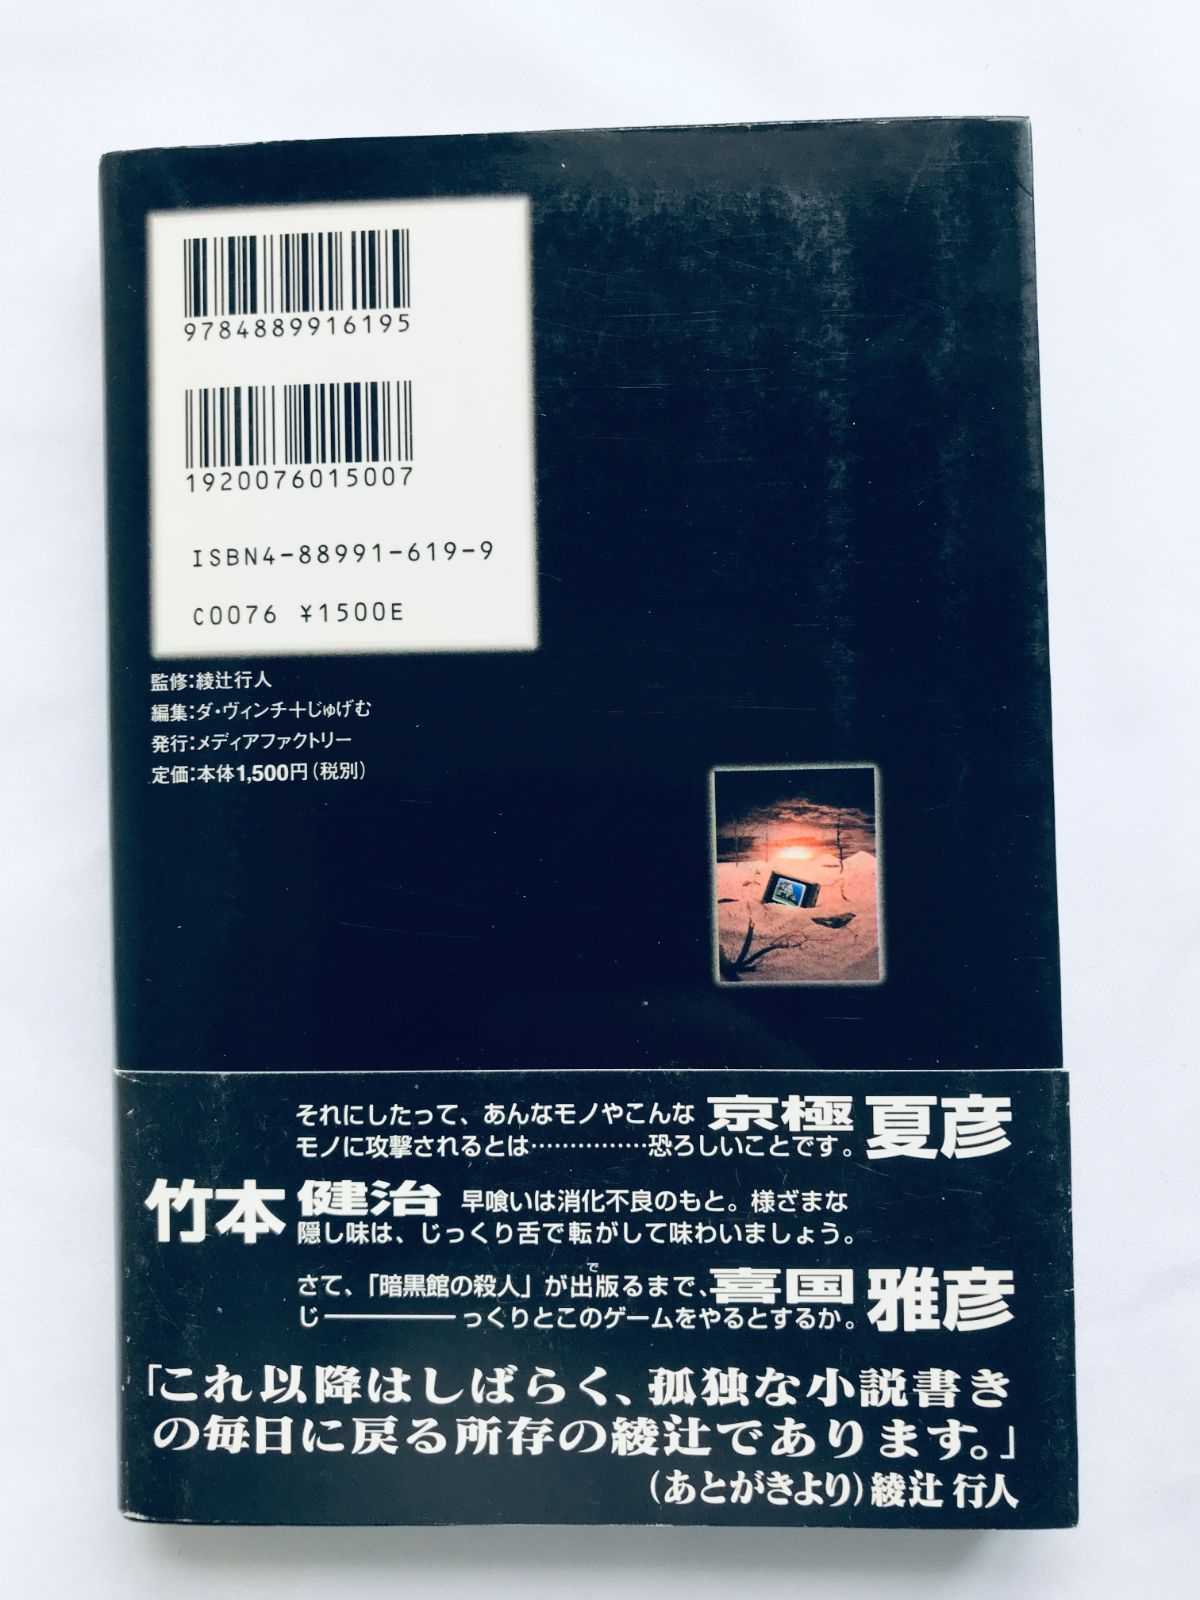 9784889916195
1920076015007
ISBN4-88991-619-9
C0076 ¥1500E
監修:綾辻行人
編集:ダ・ヴィンチ+じゅげむ
発行:メディアファクトリー
定価:本体1,500円(税別)
それにしたって、あんなモノやこんな
モノに攻撃されるとは……………恐ろしいことです。
京極夏彦
竹本健治
早喰いは消化不良のもと。様ざまな
隠し味は、じっくり舌で転がして味わいましょう。
さて、「暗黒館の殺人」が出版るまで、
で
じ――――っくりとこのゲームをやるとするか。
喜国雅彦
「これ以降はしばらく、孤独な小説書き
の毎日に戻る所存の綾辻であります。」
(あとがきより)綾辻 行人